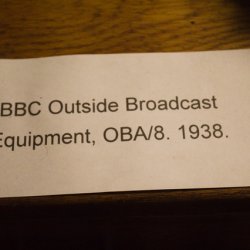 BBC Outside Broadcast
Equipment, OBA/8. 1938.